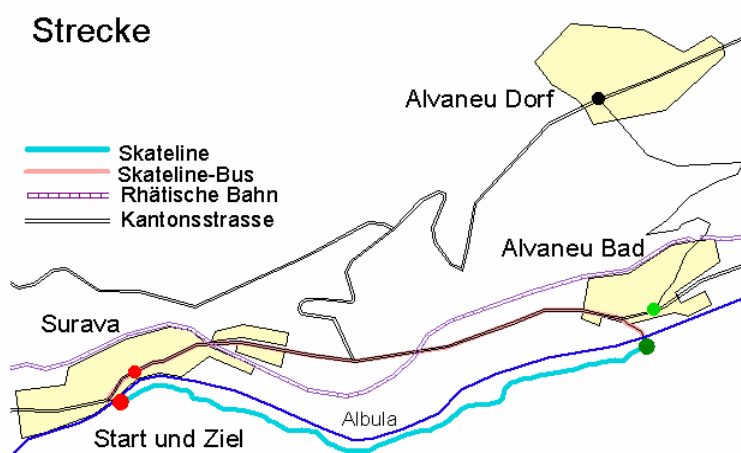 Strecke
Alvaneu Dorf
Skateline
Skateline-Bus
Rhätische Bahn
Kantonsstrasse
Alvaneu Bad
Surava
Albula
Start und Ziel